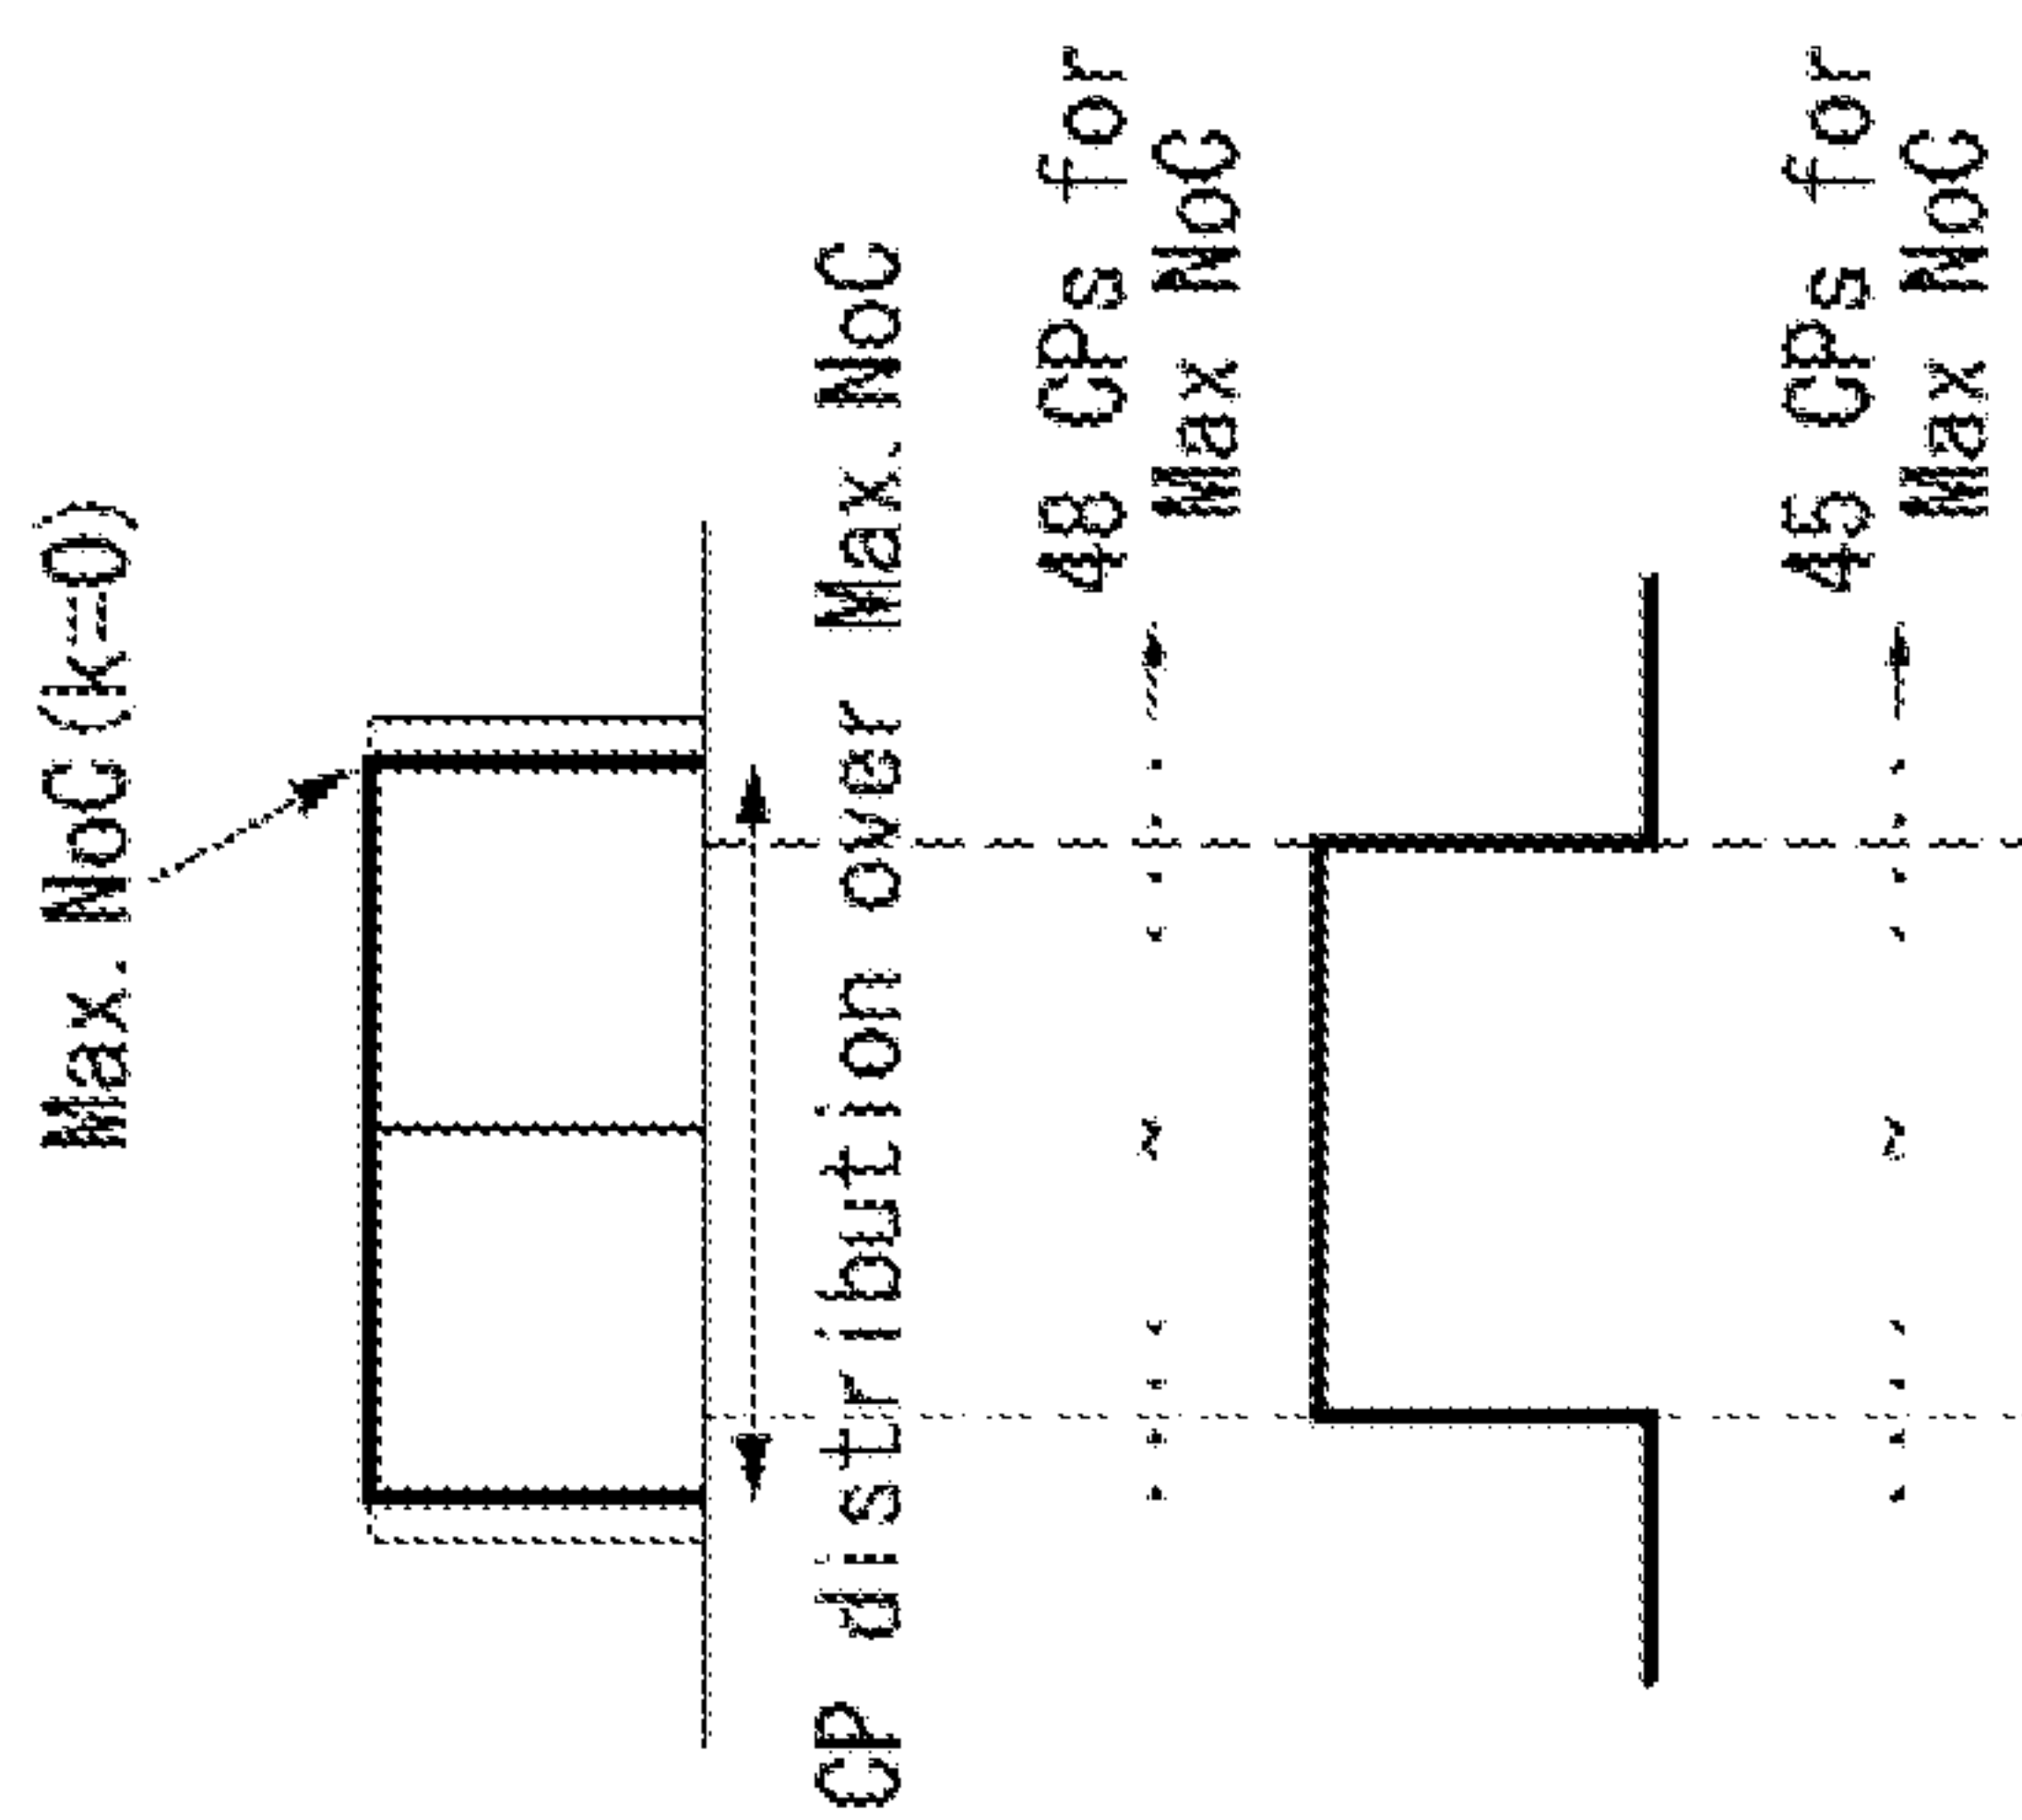 Max. NoC(k=0)
CP distribution over Max. NoC
48 CPs for
Max NoC
45 CPs for
Max NoC